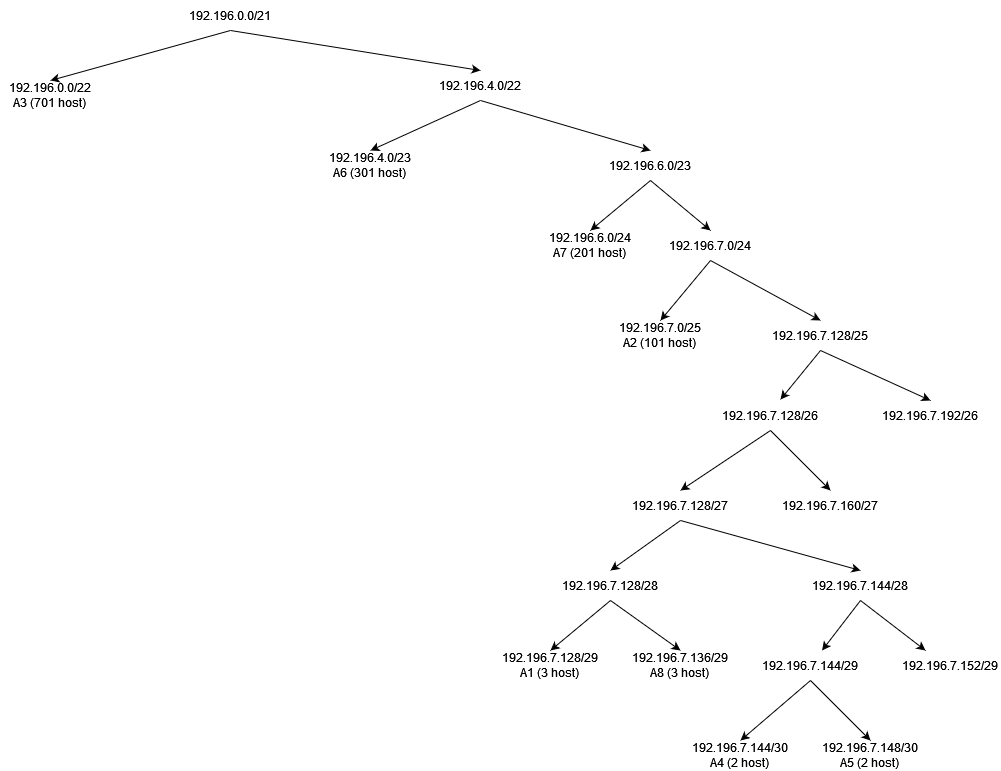 192.196.0.0/21
192.196.0.0/22
A3 (701 host)
192.196.4.0/22
192.196.4.0/23
A6 (301 host)
192.196.6.0/23
192.196.6.0/24
A7 (201 host)
192.196.7.0/24
192.196.7.0/25
A2 (101 host)
192.196.7.128/25
192.196.7.128/26
192.196.7.192/26
192.196.7.128/27
192.196.7.160/27
192.196.7.128/28
192.196.7.144/28
192.196.7.128/29
A1 (3 host)
192.196.7.136/29
A8 (3 host)
192.196.7.144/29
192.196.7.152/29
192.196.7.144/30
A4 (2 host)
192.196.7.148/30
A5 (2 host)